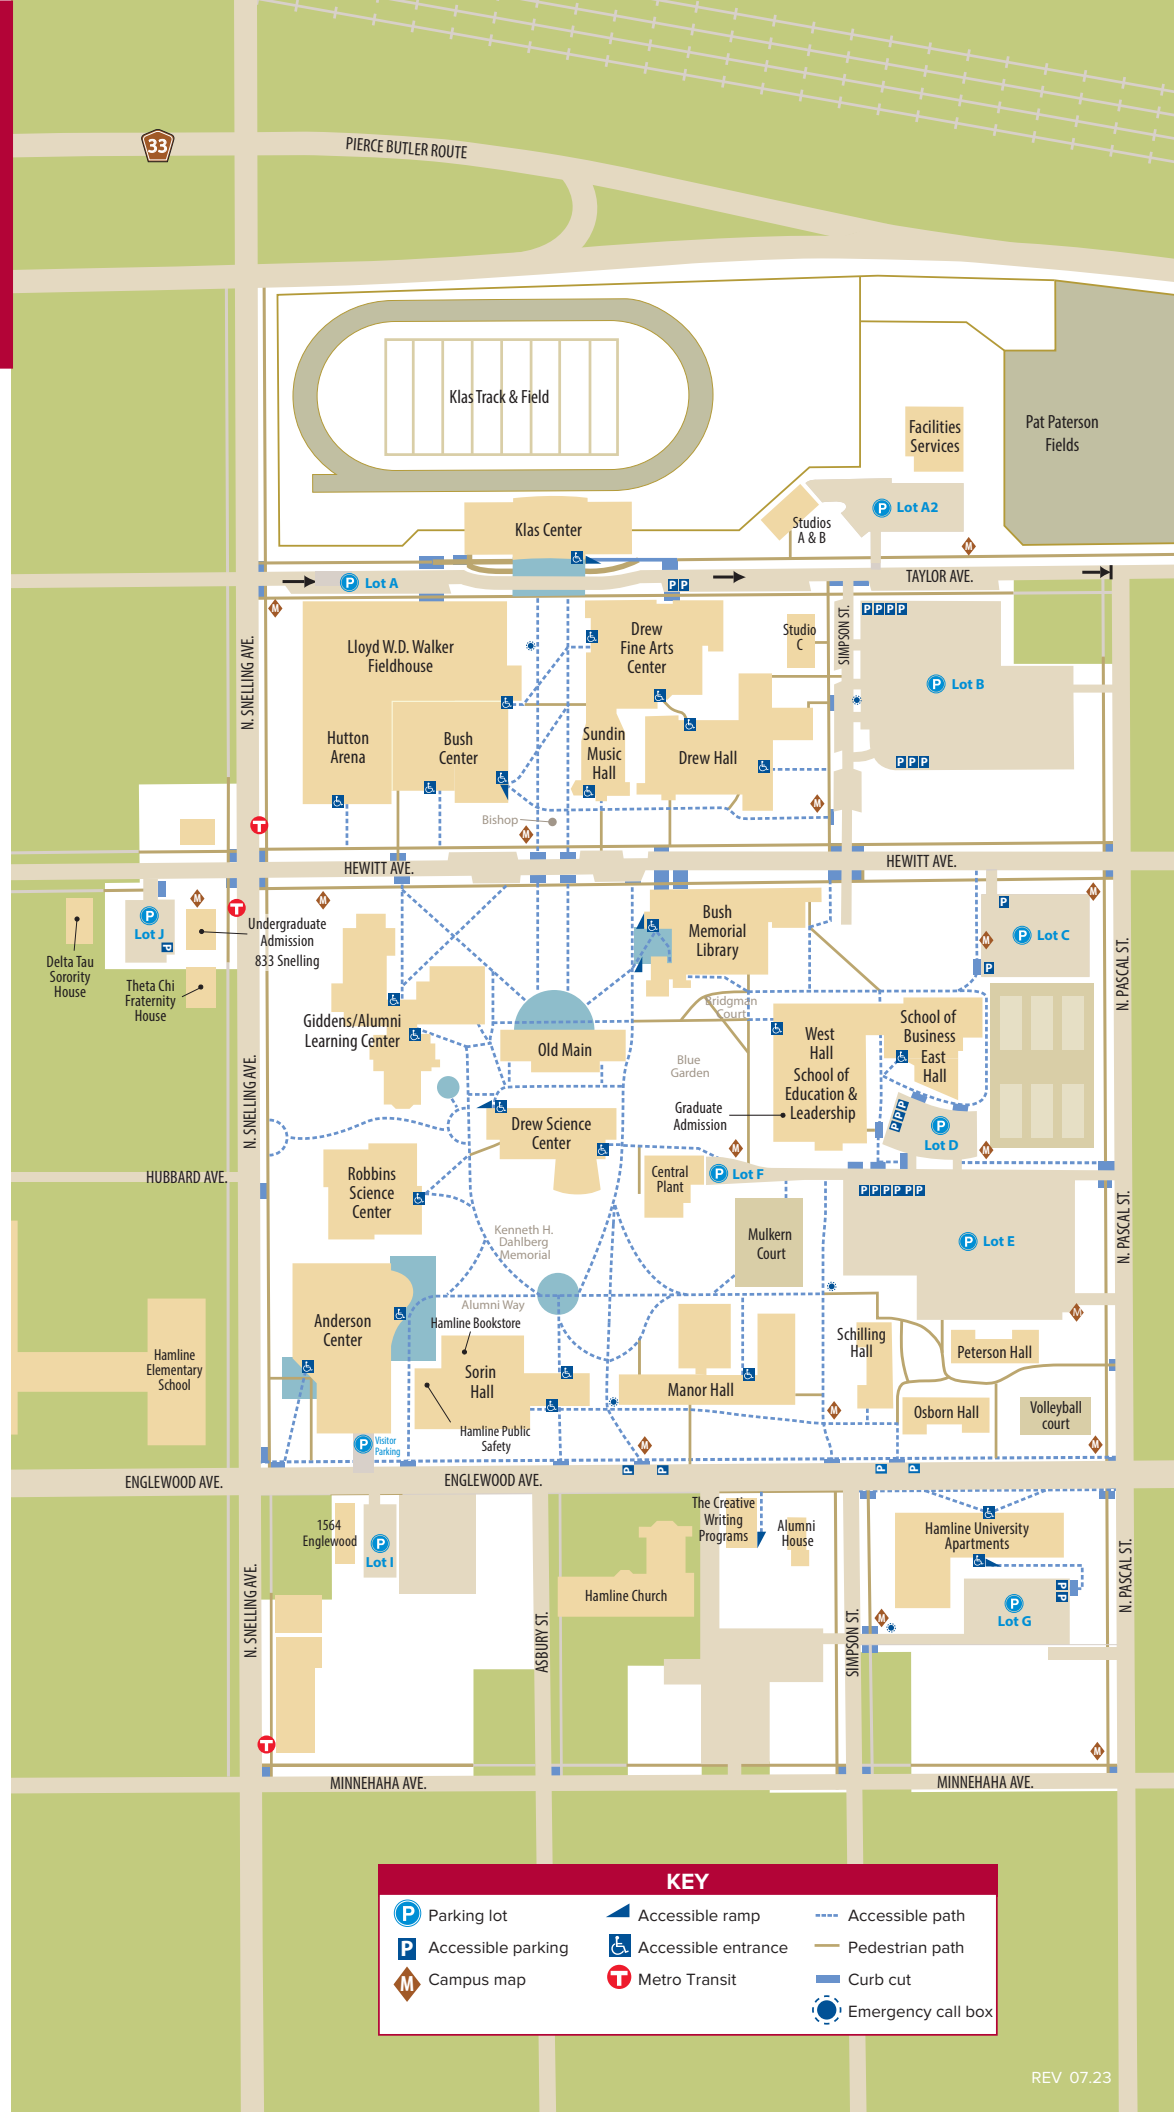 33
PIERCE BUTLER ROUTE
Klas Track & Field
Facilities
Services
Pat Paterson
Fields
P Lot A2
Klas Center
Studios
A & B
M
P Lot A
P P
TAYLOR AVE.
M
P P P P
Lloyd W.D. Walker
Fieldhouse
Drew
Fine Arts
Center
Studio
C
SIMPSON ST.
N. SNELLING AVE.
P Lot B
Hutton
Arena
Bush
Center
Sundin
Music
Hall
Drew Hall
P P P
M
Bishop
M
T
HEWITT AVE.
HEWITT AVE.
M
M
M
T
P
Lot J
P
Undergraduate
Admission
833 Snelling
Delta Tau
Sorority
House
Theta Chi
Fraternity
House
Bush
Memorial
Library
P
M
P Lot C
P
N. PASCAL ST.
Bridgman
Court
Giddens/Alumni
Learning Center
Old Main
West
Hall
School of
Education &
Leadership
School of
Business
East
Hall
Blue
Garden
Graduate
Admission
N. SNELLING AVE.
Drew Science
Center
P P P
P
Lot D
M
M
HUBBARD AVE.
Robbins
Science
Center
Central
Plant
P Lot F
P P P P P P
Kenneth H.
Dahlberg
Memorial
Mulkern
Court
P Lot E
N. PASCAL ST.
Alumni Way
Hamline Bookstore
Anderson
Center
M
Hamline
Elementary
School
Sorin
Hall
Manor Hall
Schilling
Hall
Peterson Hall
Osborn Hall
Volleyball
court
M
Hamline Public
Safety
P Visitor
Parking
M
M
P P
P P
ENGLEWOOD AVE.
ENGLEWOOD AVE.
1564
Englewood
P
Lot I
The Creative
Writing
Programs
Alumni
House
Hamline University
Apartments
Hamline Church
P
P
P
Lot G
M
N. SNELLING AVE.
ASBURY ST.
SIMPSON ST.
N. PASCAL ST.
T
M
MINNEHAHA AVE.
MINNEHAHA AVE.
KEY
P Parking lot
P Accessible parking
M Campus map
Accessible ramp
Accessible entrance
T Metro Transit
Accessible path
Pedestrian path
Curb cut
Emergency call box
REV 07.23